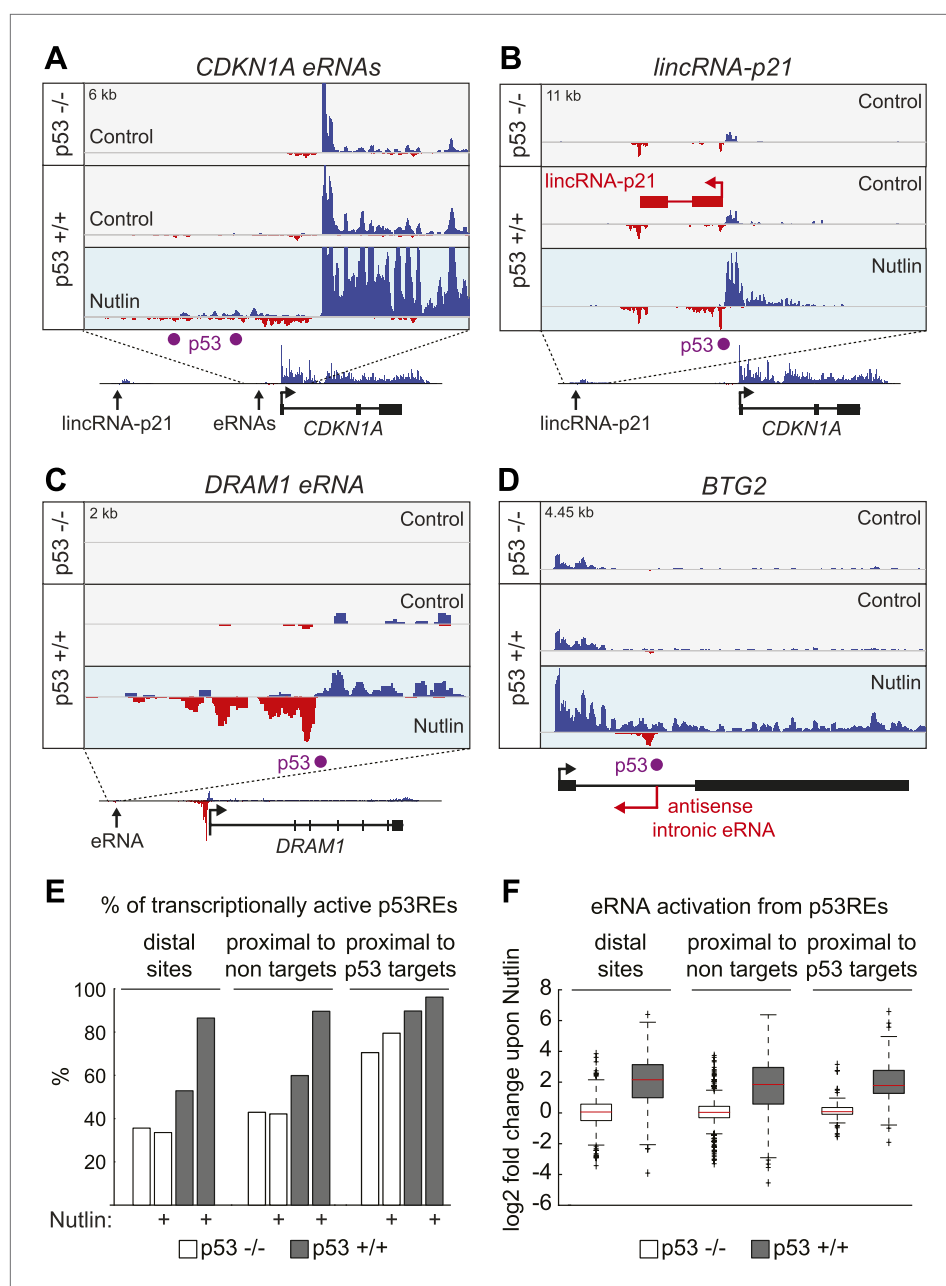 A
CDKN1A eRNAs
p53 -/-
6 kb
Control
p53 +/+
Control
Nutlin
p53
lincRNA-p21
eRNAs
CDKN1A
B
lincRNA-p21
p53 -/-
11 kb
Control
p53 +/+
lincRNA-p21
Control
Nutlin
p53
lincRNA-p21
CDKN1A
C
DRAM1 eRNA
p53 -/-
2 kb
Control
p53 +/+
Control
Nutlin
p53
eRNA
DRAM1
D
BTG2
p53 -/-
4.45 kb
Control
p53 +/+
Control
Nutlin
p53
antisense
intronic eRNA
E
% of transcriptionally active p53REs
distal
sites
proximal to
non targets
proximal to
p53 targets
%
100
80
60
40
20
Nutlin: + + +
p53 -/- p53 +/+
F
eRNA activation from p53REs
distal
sites
proximal to
non targets
proximal to
p53 targets
log2 fold change upon Nutlin
8
6
4
2
0
-2
-4
-6
p53 -/- p53 +/+